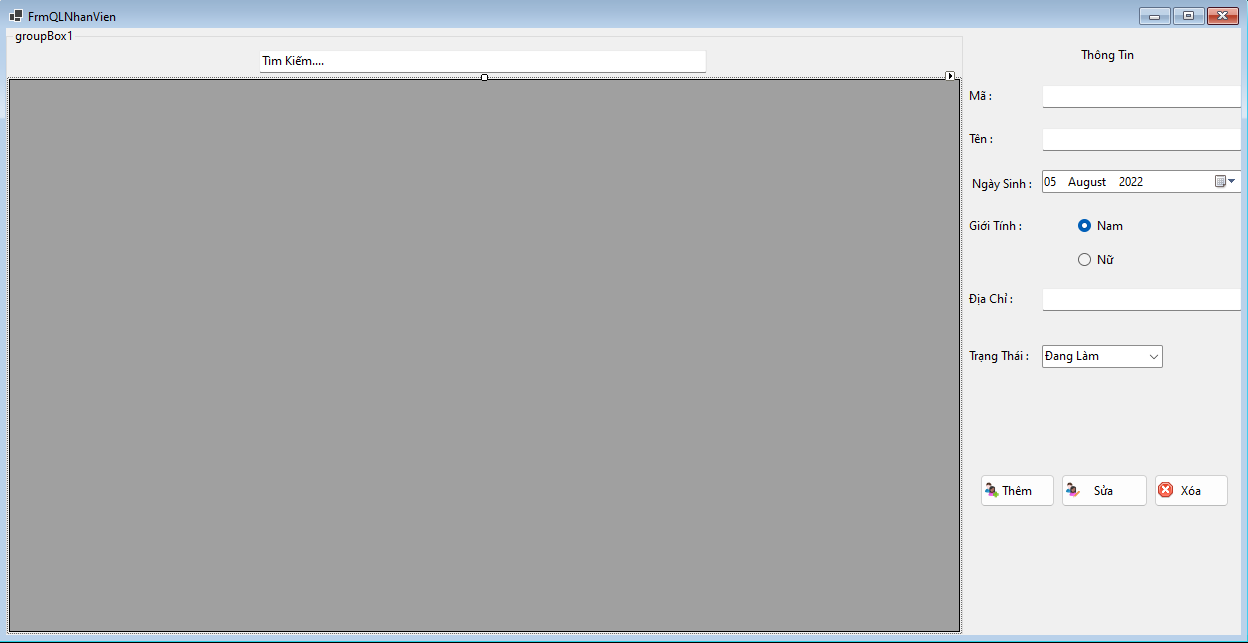 FrmQLNhanVien
groupBox1
Tìm Kiếm....
Thông Tin
Mã :
Tên :
Ngày Sinh : 05 August 2022
Giới Tính : Nam
Nữ
Địa Chỉ :
Trạng Thái : Đang Làm
Thêm Sửa Xóa